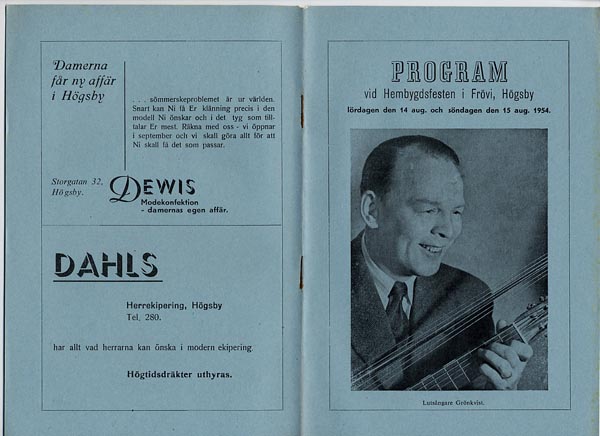 Damerna
får ny affär
i Högsby
. . . sömmerskeproblemet är ur världen.
Snart kan Ni få Er klänning precis i den
modell Ni önskar och i det tyg som till-
talar Er mest. Räkna med oss - vi öppnar
i september och vi skall göra allt för att
Ni skall få det som passar.
Storgatan 32,
Högsby.
DEWIS
Modekonfektion
- damernas egen affär.
DAHLS
Herrekipering, Högsby
Tel. 280.
har allt vad herrarna kan önska i modern ekipering
Högtidsdräkter uthyras.
PROGRAM
vid Hembygdsfesten i Frövi, Högsby
lördagen den 14 aug. och söndagen den 15 aug. 1954.
Lutsångare Grönkvist.